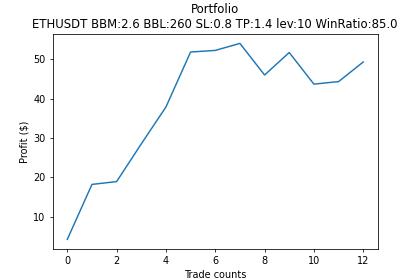 Portfolio
ETHUSDT BBM:2.6 BBL:260 SL:0.8 TP:1.4 lev:10 WinRatio:85.0
Profit ($)
50
40
30
20
10
0 2 4 6 8 10 12
Trade counts